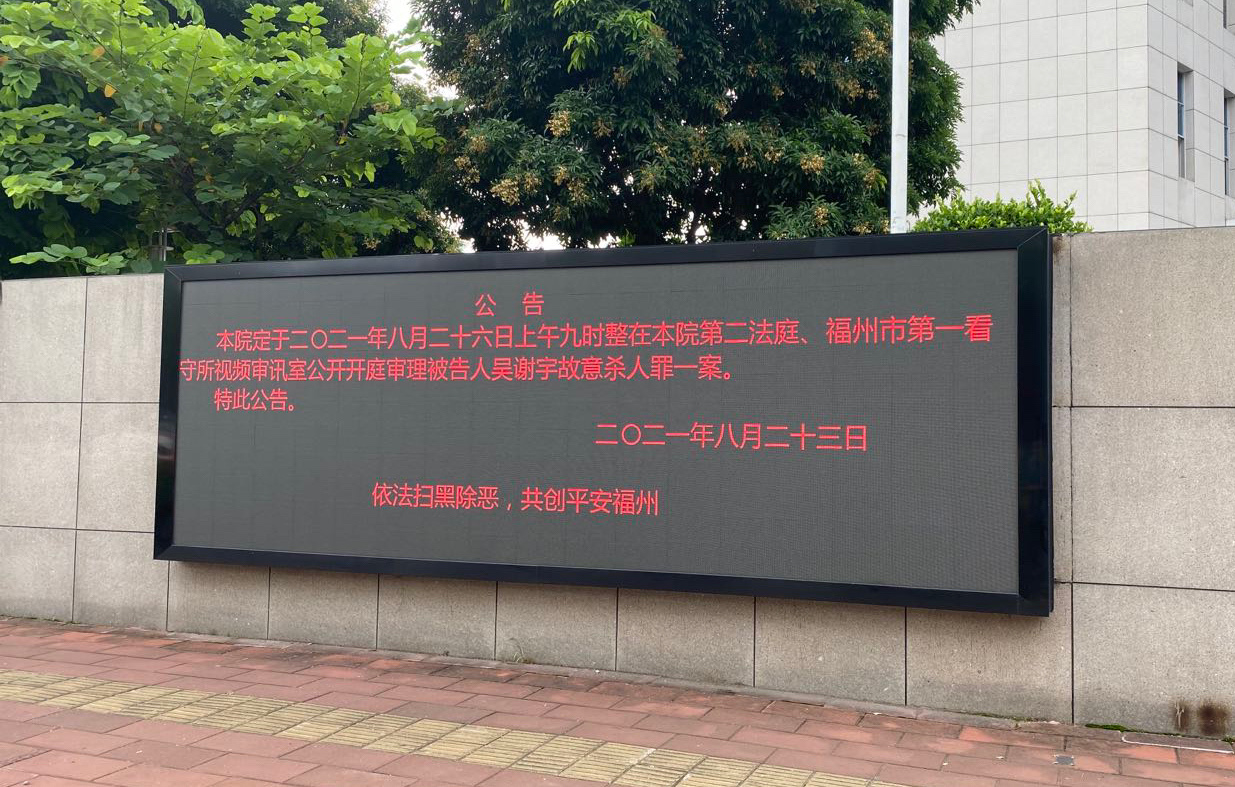 公 告
本院定于二〇二一年八月二十六日上午九时整在本院第二法庭、福州市第一看
守所视频审讯室公开开庭审理被告人吴谢宇故意杀人罪一案。
特此公告。
二〇二一年八月二十三日
依法扫黑除恶，共创平安福州